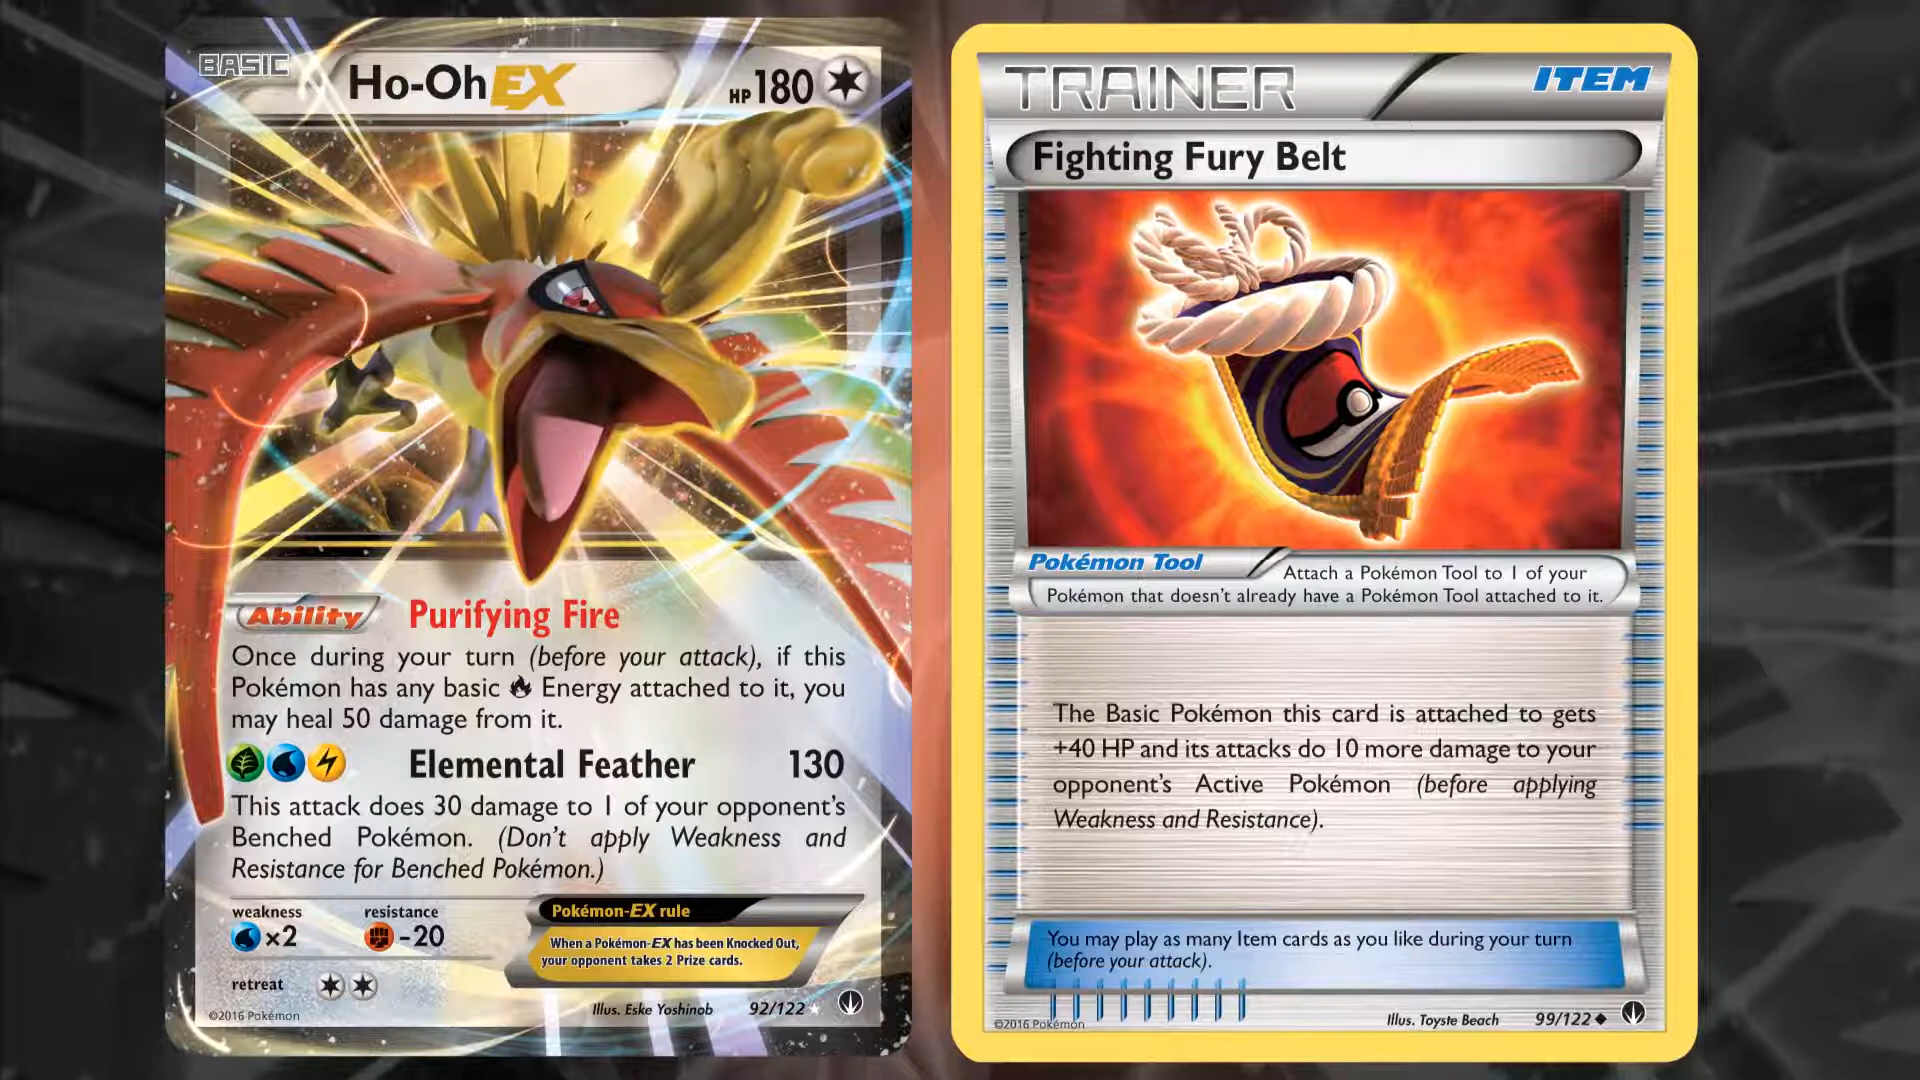 BASIC
Ho-Oh EX
HP 180
Ability Purifying Fire
Once during your turn (before your attack), if this
Pokémon has any basic Energy attached to it, you
may heal 50 damage from it.
Elemental Feather 130
This attack does 30 damage to 1 of your opponent's
Benched Pokémon. (Don't apply Weakness and
Resistance for Benched Pokémon.)
weakness
×2
resistance
-20
retreat
Pokémon-EX rule
When a Pokémon-EX has been Knocked Out,
your opponent takes 2 Prize cards.
©2016 Pokémon
Illus. Eske Yoshinob
92/122
TRAINER
ITEM
Fighting Fury Belt
Pokémon Tool
Attach a Pokémon Tool to 1 of your
Pokémon that doesn't already have a Pokémon Tool attached to it.
The Basic Pokémon this card is attached to gets
+40 HP and its attacks do 10 more damage to your
opponent's Active Pokémon (before applying
Weakness and Resistance).
You may play as many Item cards as you like during your turn
(before your attack).
©2016 Pokémon
Illus. Toyste Beach
99/122